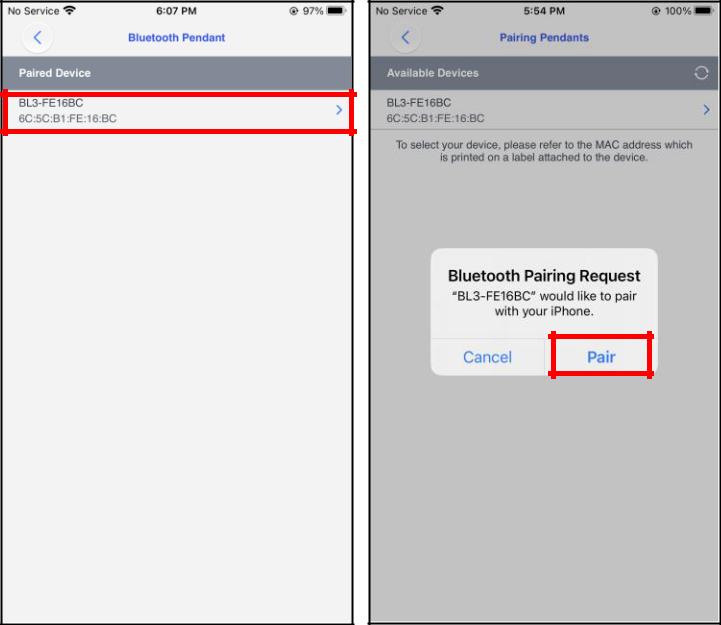 No Service 6:07 PM 97%
Bluetooth Pendant
Paired Device
BL3-FE16BC
6C:5C:B1:FE:16:BC
No Service 5:54 PM 100%
Pairing Pendants
Available Devices
BL3-FE16BC
6C:5C:B1:FE:16:BC
To select your device, please refer to the MAC address which
is printed on a label attached to the device.
Bluetooth Pairing Request
“BL3-FE16BC” would like to pair
with your iPhone.
Cancel Pair